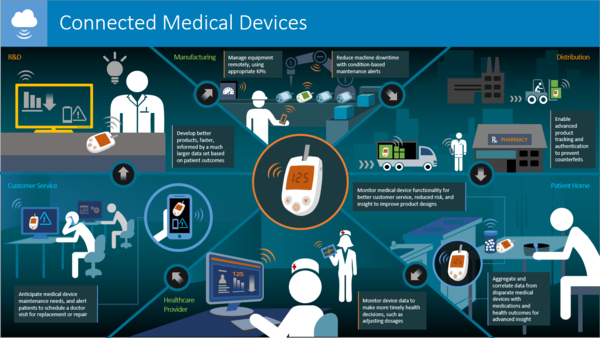 Connected Medical Devices
R&D
Manufacturing
Manage equipment
remotely, using
appropriate KPIs
Reduce machine downtime
with condition-based
maintenance alerts
Distribution
Develop better
products, faster,
informed by a much
larger data set based
on patient outcomes
PHARMACY
Enable
advanced
product
tracking and
authentication
to prevent
counterfeits
125
Customer Service
Monitor medical device functionality for
better customer service, reduced risk, and
insight to improve product designs
Patient Home
Anticipate medical device
maintenance needs, and alert
patients to schedule a doctor
visit for replacement or repair
Healthcare
Provider
125
Monitor device data to
make more timely health
decisions, such as
adjusting dosages
Aggregate and
correlate data from
disparate medical
devices with
medications and
health outcomes for
advanced insight